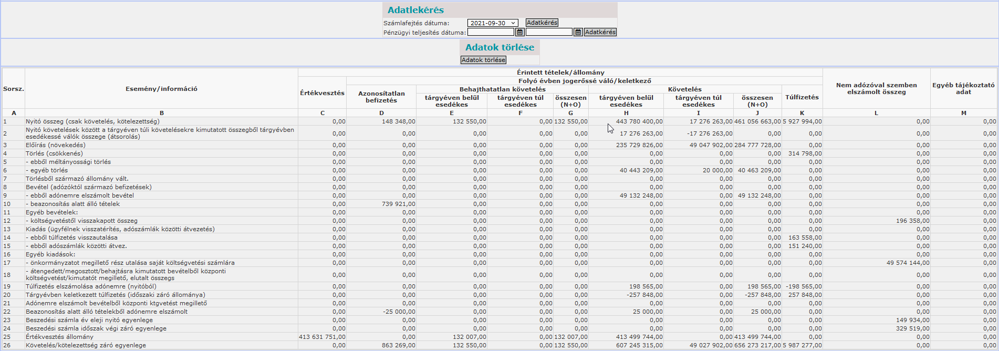 Adatlekérés
Számlafejtés dátuma: 2021-09-30 Adatkérés
Pénzügyi teljesítés dátuma: Adatkérés
Adatok törlése
Adatok törlése
Érintett tételek/állomány
Folyó évben jogerőssé váló/keletkező
Behajthatatlan követelés Követelés
Sorsz. Esemény/információ Értékvesztés Azonosítatlan befizetés tárgyéven belül esedékes tárgyéven túl esedékes összesen (N+O) tárgyéven belül esedékes tárgyéven túl esedékes összesen (N+O) Túlfizetés Nem adózóval szemben elszámolt összeg Egyéb tájékoztató adat
A B C D E F G H I J K L M
1 Nyitó összeg (csak követelés, kötelezettség) 0,00 148 348,00 132 550,00 0,00 132 550,00 443 780 400,00 17 276 263,00 461 056 663,00 5 927 994,00 0,00 0,00
2 Nyitó követelések között a tárgyéven túli követelésekre kimutatott összegből tárgyévben esedékessé válók összege (átsorolás) 0,00 0,00 0,00 0,00 0,00 17 276 263,00 -17 276 263,00 0,00 0,00 0,00 0,00
3 Előírás (növekedés) 0,00 0,00 0,00 0,00 0,00 235 729 826,00 49 047 902,00 284 777 728,00 0,00 0,00 0,00
4 Törlés (csökkenés) 0,00 0,00 0,00 0,00 0,00 0,00 0,00 0,00 314 798,00 0,00 0,00
5 - ebből méltányossági törlés 0,00 0,00 0,00 0,00 0,00 0,00 0,00 0,00 0,00 0,00 0,00
6 - egyéb törlés 0,00 0,00 0,00 0,00 0,00 40 443 209,00 20 000,00 40 463 209,00 0,00 0,00 0,00
7 Törlésből származó állomány vált. 0,00 0,00 0,00 0,00 0,00 0,00 0,00 0,00 0,00 0,00 0,00
8 Bevétel (adózóktól származó befizetések) 0,00 0,00 0,00 0,00 0,00 0,00 0,00 0,00 0,00 0,00 0,00
9 - ebből adónemre elszámolt bevétel 0,00 0,00 0,00 0,00 0,00 49 132 248,00 0,00 49 132 248,00 0,00 0,00 0,00
10 - beazonosítás alatt álló tételek 0,00 739 921,00 0,00 0,00 0,00 0,00 0,00 0,00 0,00 0,00 0,00
11 Egyéb bevételek: 0,00 0,00 0,00 0,00 0,00 0,00 0,00 0,00 0,00 0,00 0,00
12 - költségvetéstől visszakapott összeg 0,00 0,00 0,00 0,00 0,00 0,00 0,00 0,00 0,00 196 358,00 0,00
13 Kiadás (ügyfélnek visszatérítés, adószámlák közötti átvezetés) 0,00 0,00 0,00 0,00 0,00 0,00 0,00 0,00 0,00 0,00 0,00
14 - ebből túlfizetés visszautalása 0,00 0,00 0,00 0,00 0,00 0,00 0,00 0,00 163 558,00 0,00 0,00
15 - ebből adószámlák közötti átvez. 0,00 0,00 0,00 0,00 0,00 0,00 0,00 0,00 151 240,00 0,00 0,00
16 Egyéb kiadások: 0,00 0,00 0,00 0,00 0,00 0,00 0,00 0,00 0,00 0,00 0,00
17 - önkormányzatot megillető rész utalása saját költségvetési számlára 0,00 0,00 0,00 0,00 0,00 0,00 0,00 0,00 0,00 49 574 144,00 0,00
18 - átengedett/megosztott/behajtásra kimutatott bevételből központi költségvetést/kimutatót megillető, elutalt összegs 0,00 0,00 0,00 0,00 0,00 0,00 0,00 0,00 0,00 0,00 0,00
19 Túlfizetés elszámolása adónemre (nyitóból) 0,00 0,00 0,00 0,00 0,00 198 565,00 0,00 198 565,00 -198 565,00 0,00 0,00
20 Tárgyévben keletkezett túlfizetés (időszaki záró állománya) 0,00 0,00 0,00 0,00 0,00 -257 848,00 0,00 -257 848,00 257 848,00 0,00 0,00
21 Adónemre elszámolt bevételből központi ktgvetést megillető 0,00 0,00 0,00 0,00 0,00 0,00 0,00 0,00 0,00 0,00 0,00
22 Beazonosítás alatt álló tételekből adónemre elszámolt 0,00 -25 000,00 0,00 0,00 0,00 25 000,00 0,00 25 000,00 0,00 0,00 0,00
23 Beszedési számla év eleji nyitó egyenlege 0,00 0,00 0,00 0,00 0,00 0,00 0,00 0,00 0,00 149 934,00 0,00
24 Beszedési számla időszak végi záró egyenlege 0,00 0,00 0,00 0,00 0,00 0,00 0,00 0,00 0,00 329 519,00 0,00
25 Értékvesztés állomány 413 631 751,00 0,00 132 007,00 0,00 132 007,00 413 499 744,00 0,00 413 499 744,00 0,00 0,00 0,00
26 Követelés/kötelezettség záró egyenlege 0,00 863 269,00 132 550,00 0,00 132 550,00 607 245 315,00 49 027 902,00 656 273 217,00 5 987 277,00 0,00 0,00